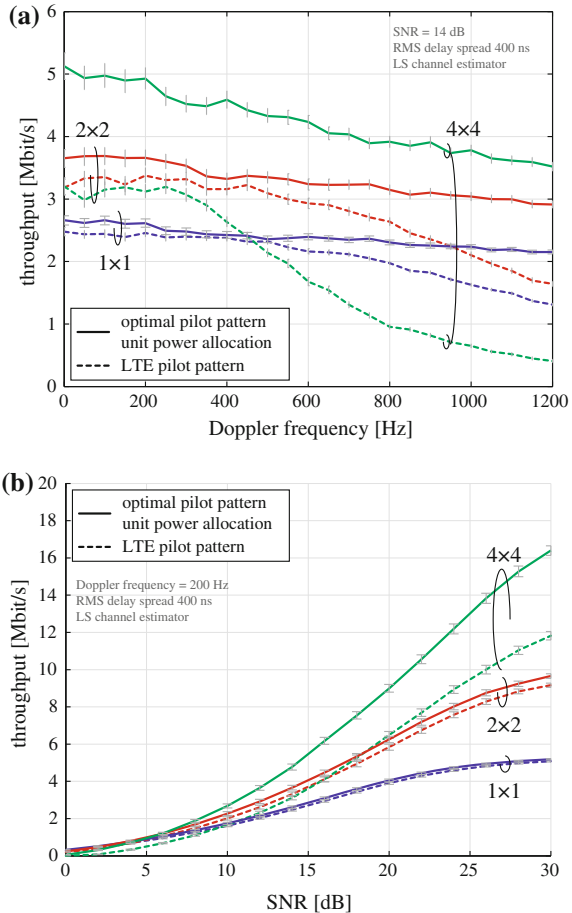 (a)
6
5
4
3
2
1
0
throughput [Mbit/s]
SNR = 14 dB
RMS delay spread 400 ns
LS channel estimator
2×2
4×4
1×1
optimal pilot pattern
unit power allocation
LTE pilot pattern
0 200 400 600 800 1000 1200
Doppler frequency [Hz]
(b)
20
18
16
14
12
10
8
6
4
2
0
throughput [Mbit/s]
optimal pilot pattern
unit power allocation
LTE pilot pattern
Doppler frequency = 200 Hz
RMS delay spread 400 ns
LS channel estimator
4×4
2×2
1×1
0 5 10 15 20 25 30
SNR [dB]